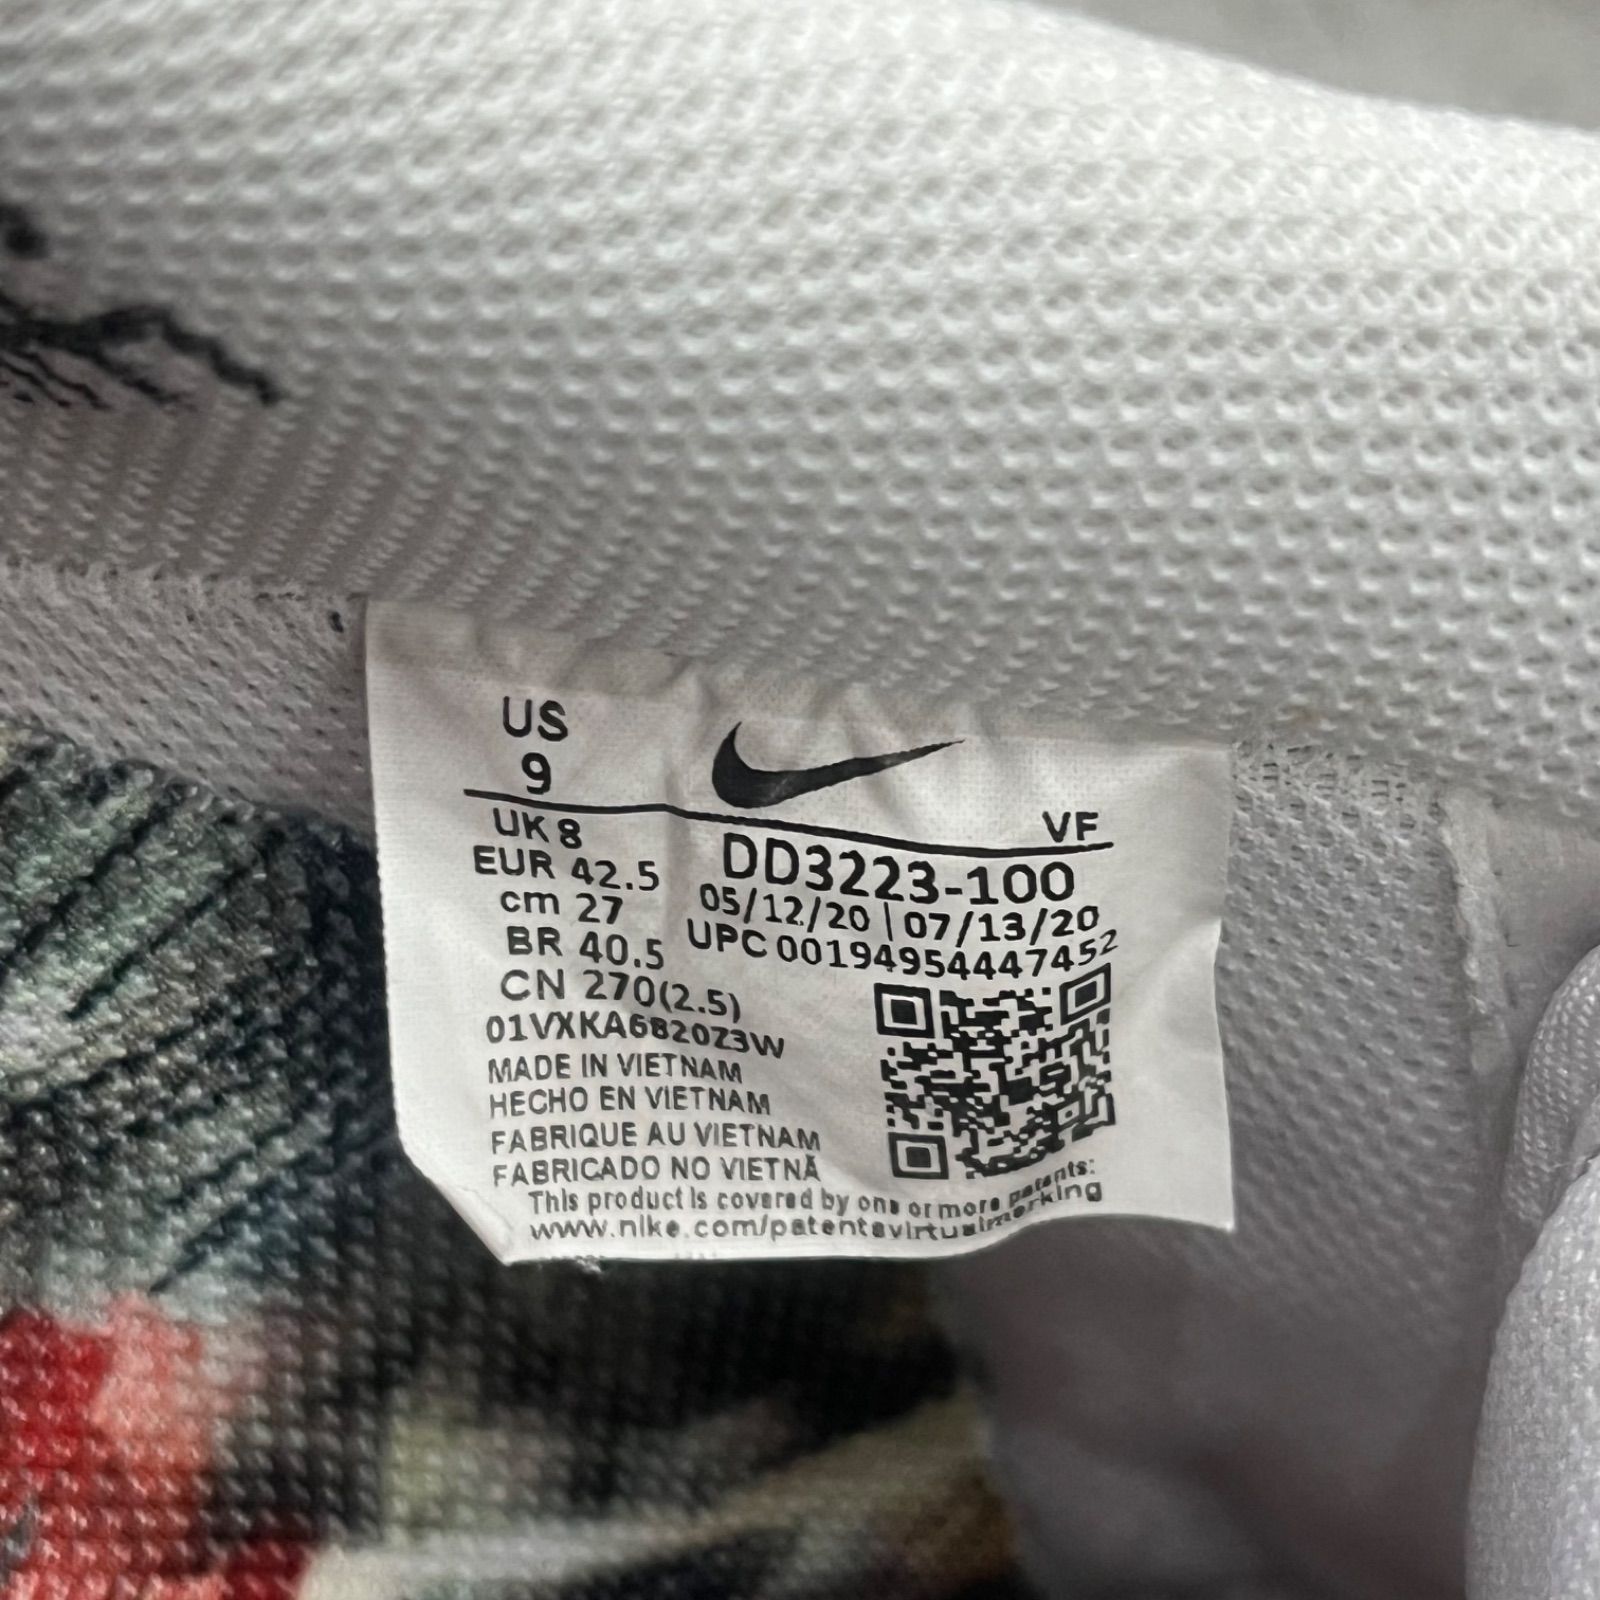 US
9
VF
UK 8
EUR 42.5
cm 27
BR 40.5
CN 270(2.5)
DD3223-100
05/12/20 | 07/13/20
UPC 00194954447452
01VXKA6820Z3W
MADE IN VIETNAM
HECHO EN VIETNAM
FABRIQUE AU VIETNAM
FABRICADO NO VIETNÃ
This product is covered by one or more patents:
www.nike.com/patentsvirtualmarking